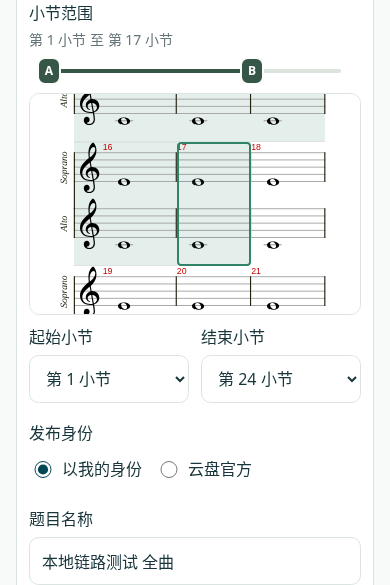 小节范围
第 1 小节 至 第 17 小节
A B
Alto
16 17 18
Soprano
Alto
19 20 21
Soprano
起始小节 结束小节
第 1 小节 第 24 小节
发布身份
以我的身份 云盘官方
题目名称
本地链路测试 全曲